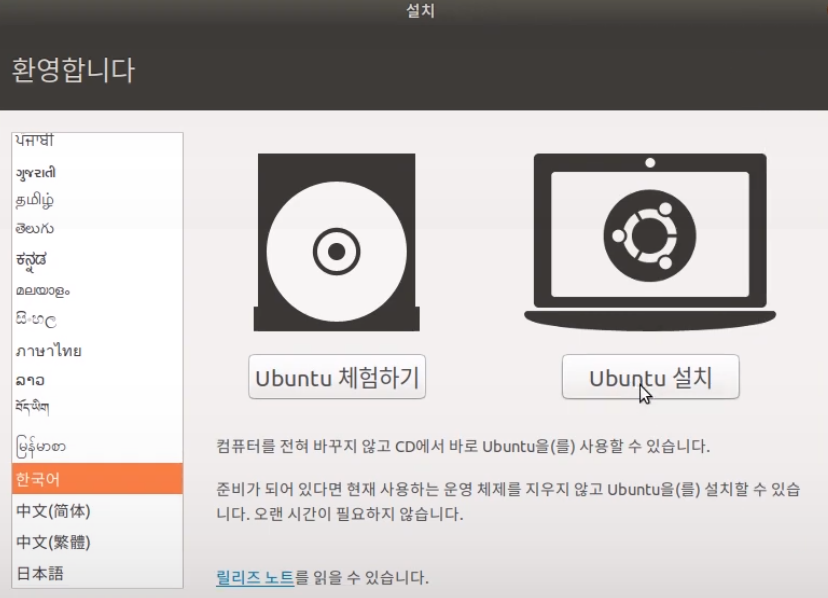 설치
환영합니다
ਪੰਜਾਬੀ
ગુજરાતી
தமிழ்
తెలుగు
ಕನ್ನಡ
മലയാളം
සිංහල
ภาษาไทย
ລາວ
བོད་ཡིག
မြန်မာစာ
한국어
中文(简体)
中文(繁體)
日本語
Ubuntu 체험하기
Ubuntu 설치
컴퓨터를 전혀 바꾸지 않고 CD에서 바로 Ubuntu을(를) 사용할 수 있습니다.
준비가 되어 있다면 현재 사용하는 운영 체제를 지우지 않고 Ubuntu을(를) 설치할 수 있습
니다. 오랜 시간이 필요하지 않습니다.
릴리즈 노트를 읽을 수 있습니다.